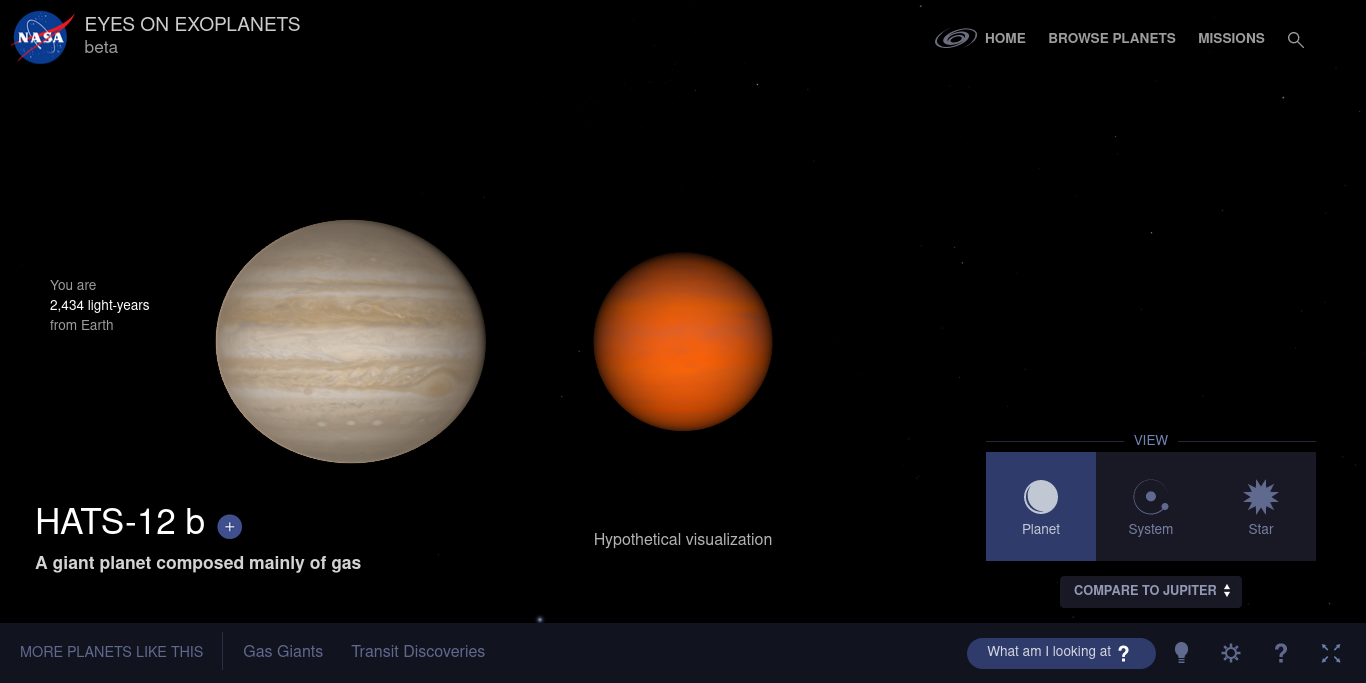 NASA
EYES ON EXOPLANETS
beta
HOME
BROWSE PLANETS
MISSIONS
You are
2,434 light-years
from Earth
HATS-12 b +
A giant planet composed mainly of gas
Hypothetical visualization
VIEW
Planet
System
Star
COMPARE TO JUPITER
MORE PLANETS LIKE THIS
Gas Giants
Transit Discoveries
What am I looking at ?
?